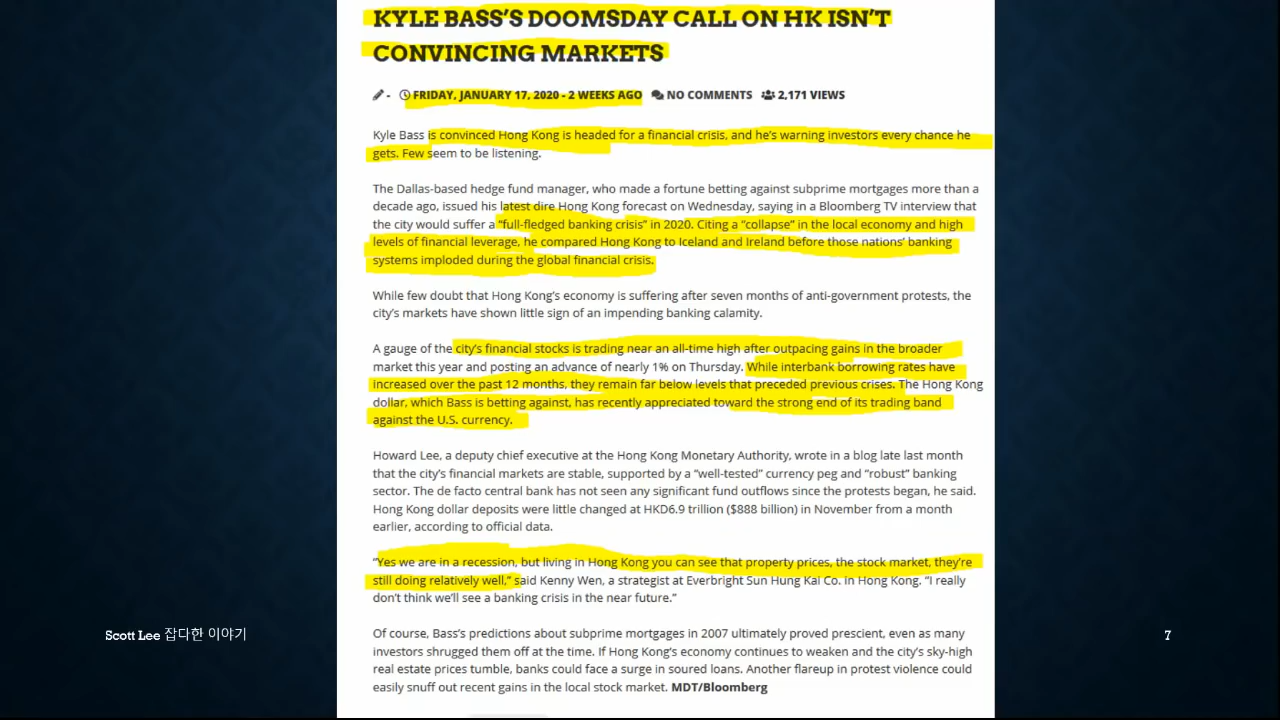 KYLE BASS'S DOOMSDAY CALL ON HK ISN'T
CONVINCING MARKETS
- FRIDAY, JANUARY 17, 2020 - 2 WEEKS AGO NO COMMENTS 2,171 VIEWS
Kyle Bass is convinced Hong Kong is headed for a financial crisis, and he's warning investors every chance he
gets. Few seem to be listening.
The Dallas-based hedge fund manager, who made a fortune betting against subprime mortgages more than a
decade ago, issued his latest dire Hong Kong forecast on Wednesday, saying in a Bloomberg TV interview that
the city would suffer a “full-fledged banking crisis” in 2020. Citing a “collapse” in the local economy and high
levels of financial leverage, he compared Hong Kong to Iceland and Ireland before those nations' banking
systems imploded during the global financial crisis.
While few doubt that Hong Kong's economy is suffering after seven months of anti-government protests, the
city's markets have shown little sign of an impending banking calamity.
A gauge of the city's financial stocks is trading near an all-time high after outpacing gains in the broader
market this year and posting an advance of nearly 1% on Thursday. While interbank borrowing rates have
increased over the past 12 months, they remain far below levels that preceded previous crises. The Hong Kong
dollar, which Bass is betting against, has recently appreciated toward the strong end of its trading band
against the U.S. currency.
Howard Lee, a deputy chief executive at the Hong Kong Monetary Authority, wrote in a blog late last month
that the city's financial markets are stable, supported by a “well-tested” currency peg and “robust” banking
sector. The de facto central bank has not seen any significant fund outflows since the protests began, he said.
Hong Kong dollar deposits were little changed at HKD6.9 trillion ($888 billion) in November from a month
earlier, according to official data.
“Yes we are in a recession, but living in Hong Kong you can see that property prices, the stock market, they're
still doing relatively well,” said Kenny Wen, a strategist at Everbright Sun Hung Kai Co. in Hong Kong. “I really
don't think we'll see a banking crisis in the near future.”
Of course, Bass's predictions about subprime mortgages in 2007 ultimately proved prescient, even as many
investors shrugged them off at the time. If Hong Kong's economy continues to weaken and the city's sky-high
real estate prices tumble, banks could face a surge in soured loans. Another flareup in protest violence could
easily snuff out recent gains in the local stock market. MDT/Bloomberg
Scott Lee 잡다한 이야기
7